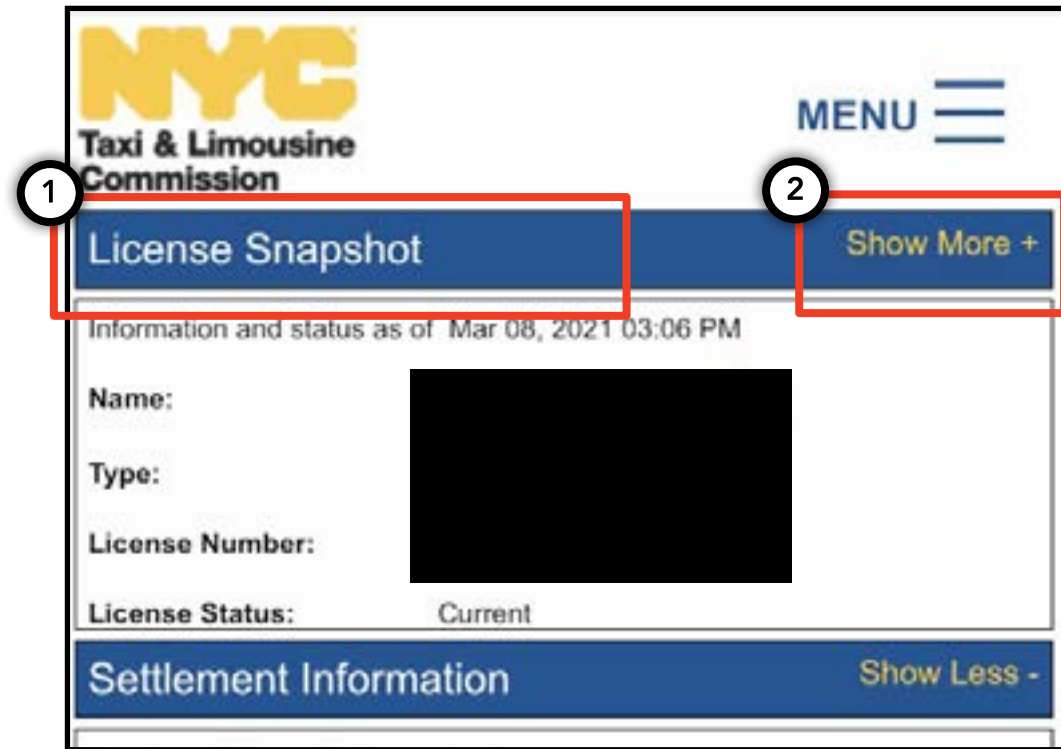 NYC
Taxi & Limousine
Commission
MENU
1
2
License Snapshot
Show More +
Information and status as of Mar 08, 2021 03:06 PM
Name:
Type:
License Number:
License Status: Current
Settlement Information
Show Less -